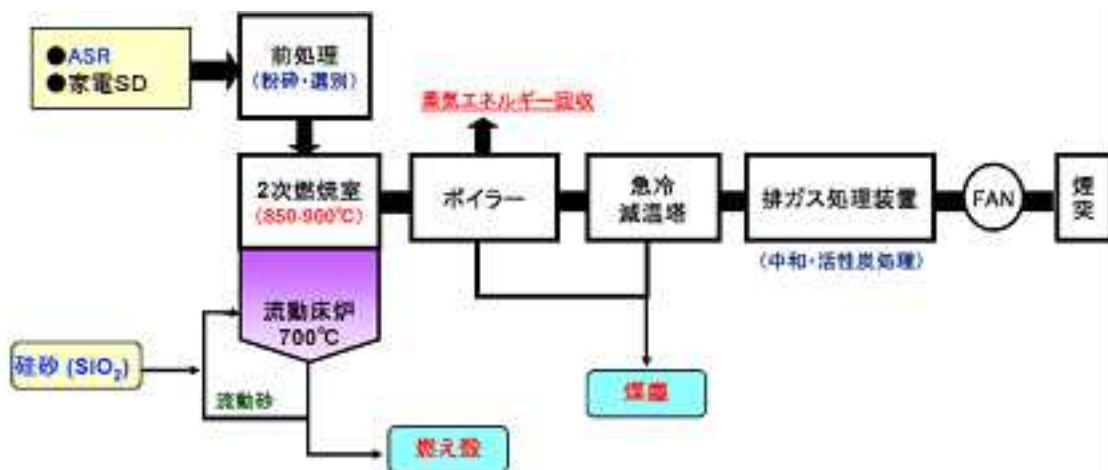 ●ASR
●家電SD
前処理
(粉砕・選別)
蒸気エネルギー回収
2次燃焼室
(850-900℃)
ボイラー
急冷
減温塔
排ガス処理装置
FAN
煙突
(中和・活性炭処理)
流動床炉
700℃
硅砂 (SIO₂)
流動砂
煤塵
燃え殻